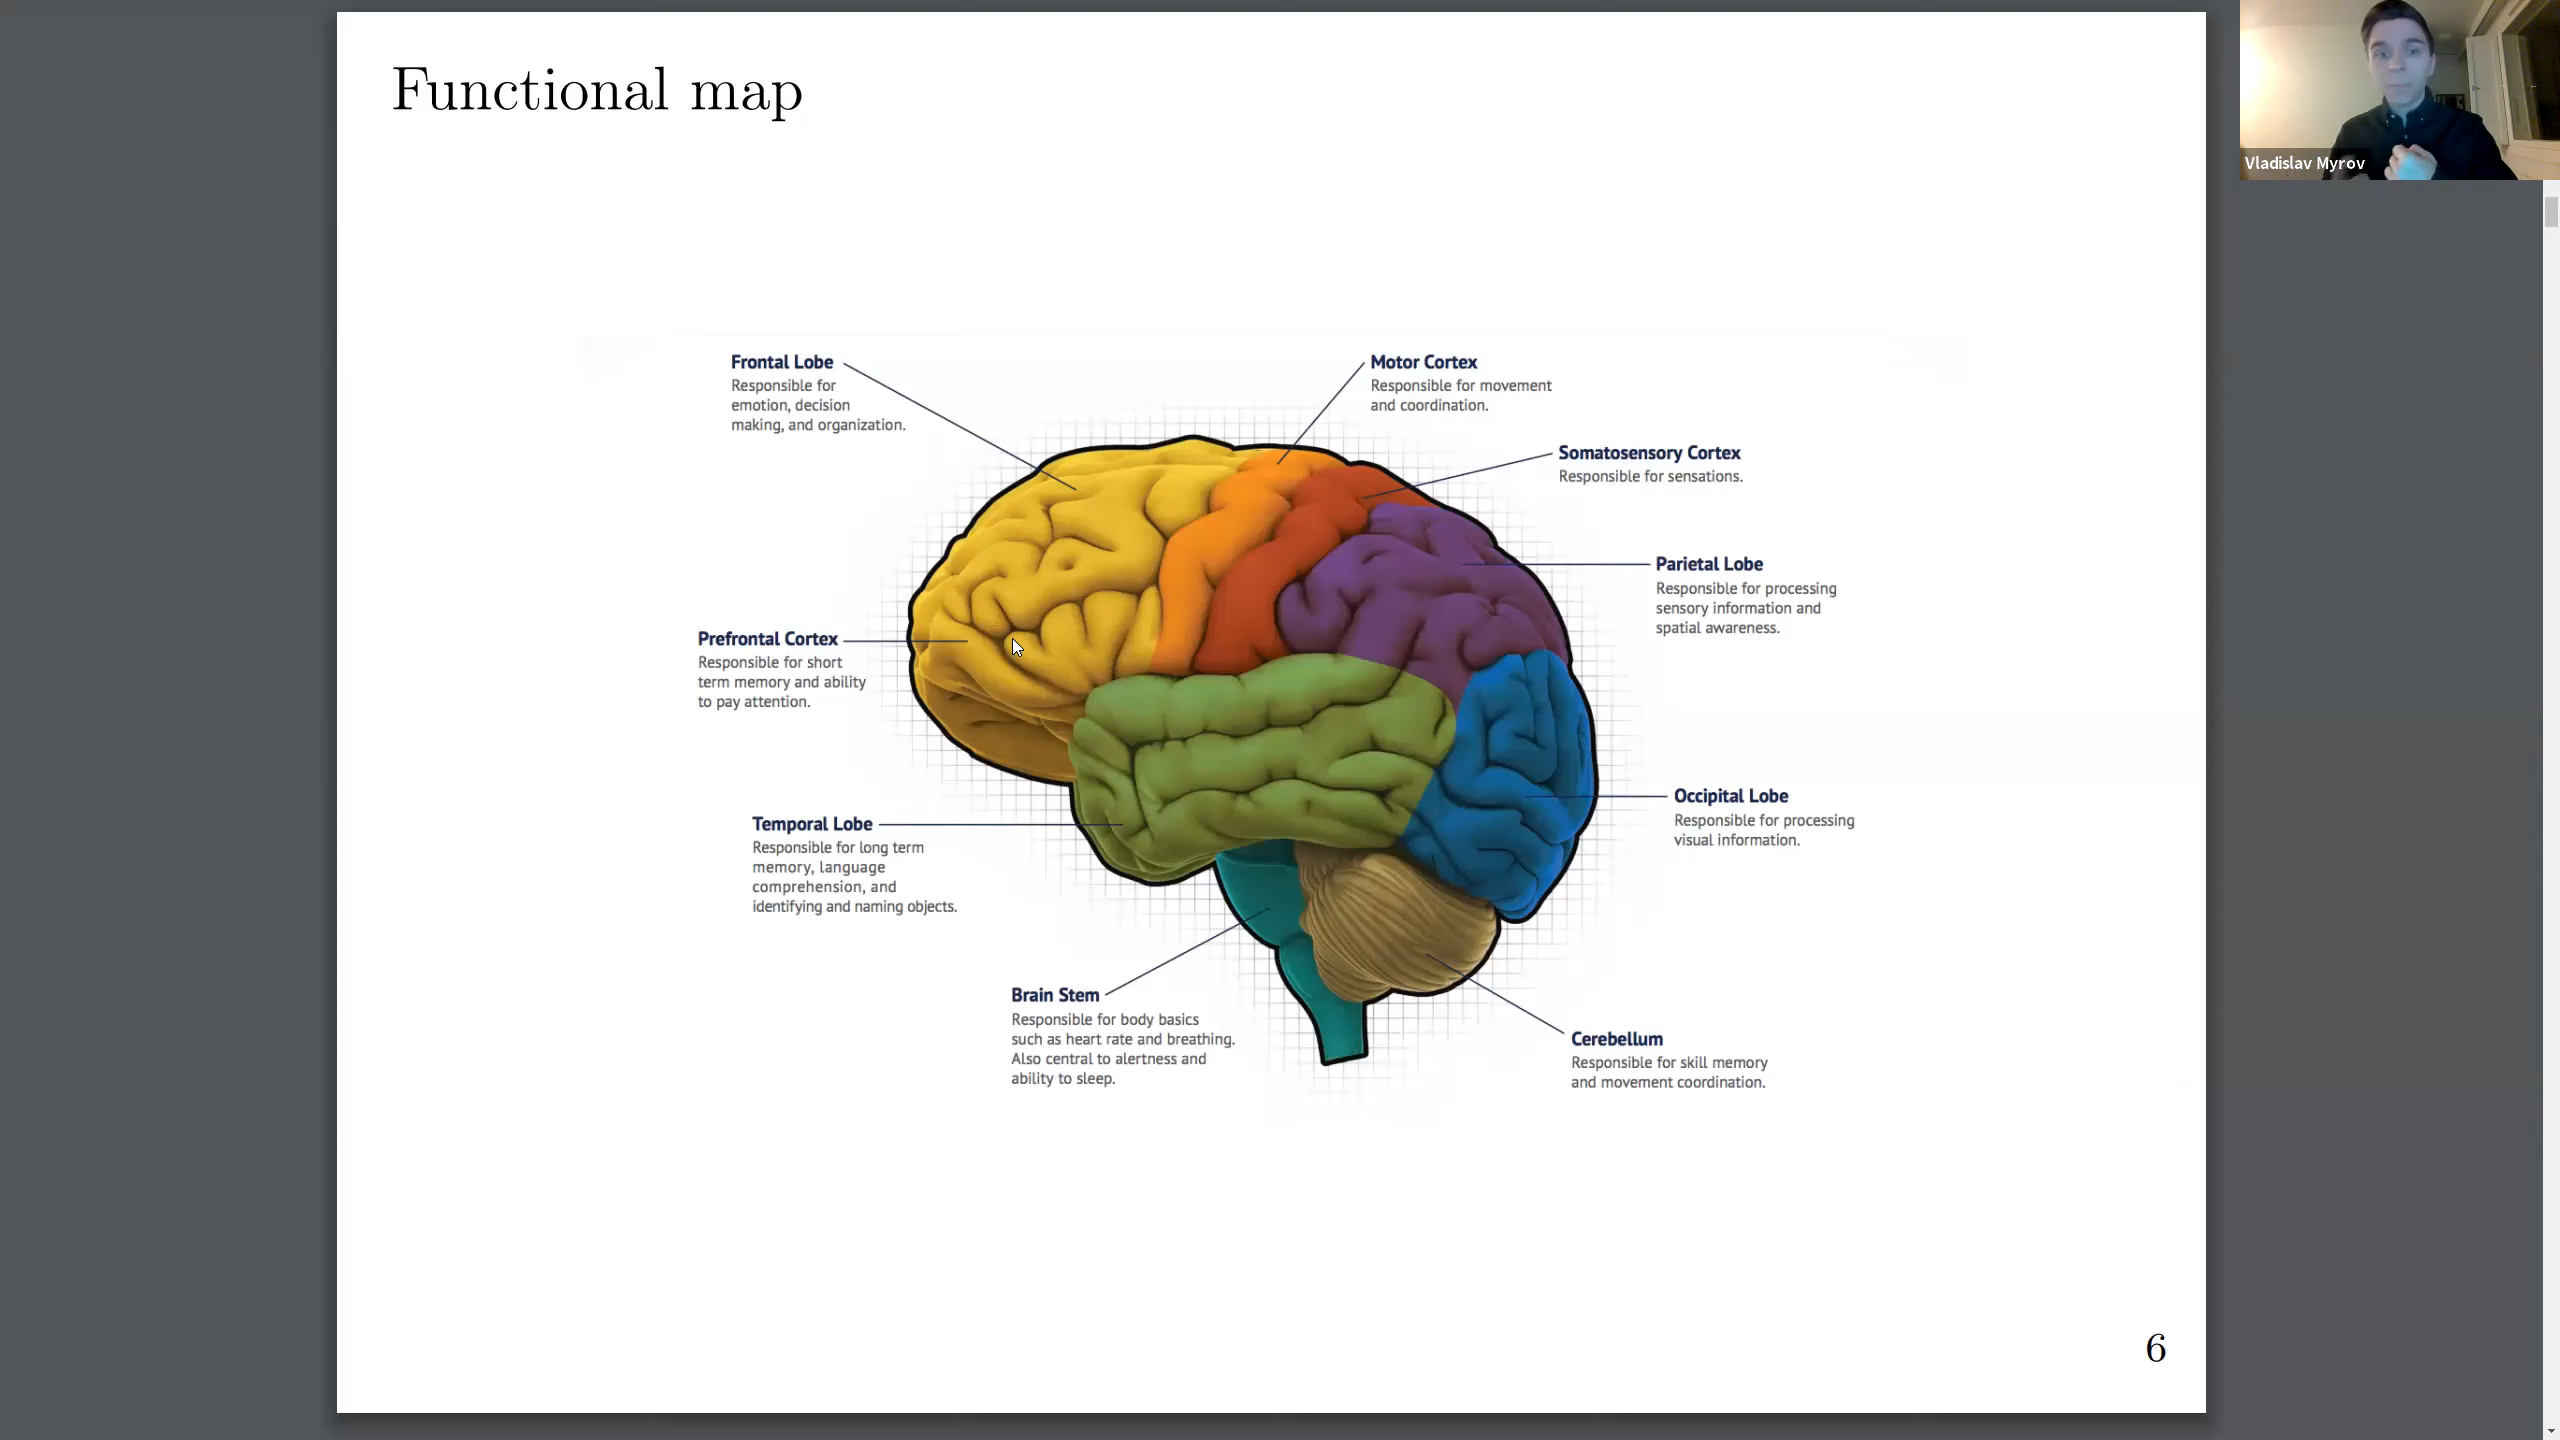 Functional map
Vladislav Myrov
Frontal Lobe
Responsible for
emotion, decision
making, and organization.
Motor Cortex
Responsible for movement
and coordination.
Somatosensory Cortex
Responsible for sensations.
Parietal Lobe
Responsible for processing
sensory information and
spatial awareness.
Prefrontal Cortex
Responsible for short
term memory and ability
to pay attention.
Occipital Lobe
Responsible for processing
visual information.
Temporal Lobe
Responsible for long term
memory, language
comprehension, and
identifying and naming objects.
Brain Stem
Responsible for body basics
such as heart rate and breathing.
Also central to alertness and
ability to sleep.
Cerebellum
Responsible for skill memory
and movement coordination.
6